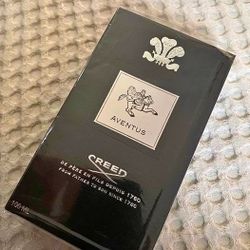 AVENTUS
CREED
DE PÈRE EN FILS DEPUIS 1760
FROM FATHER TO SON SINCE 1760
100 ML